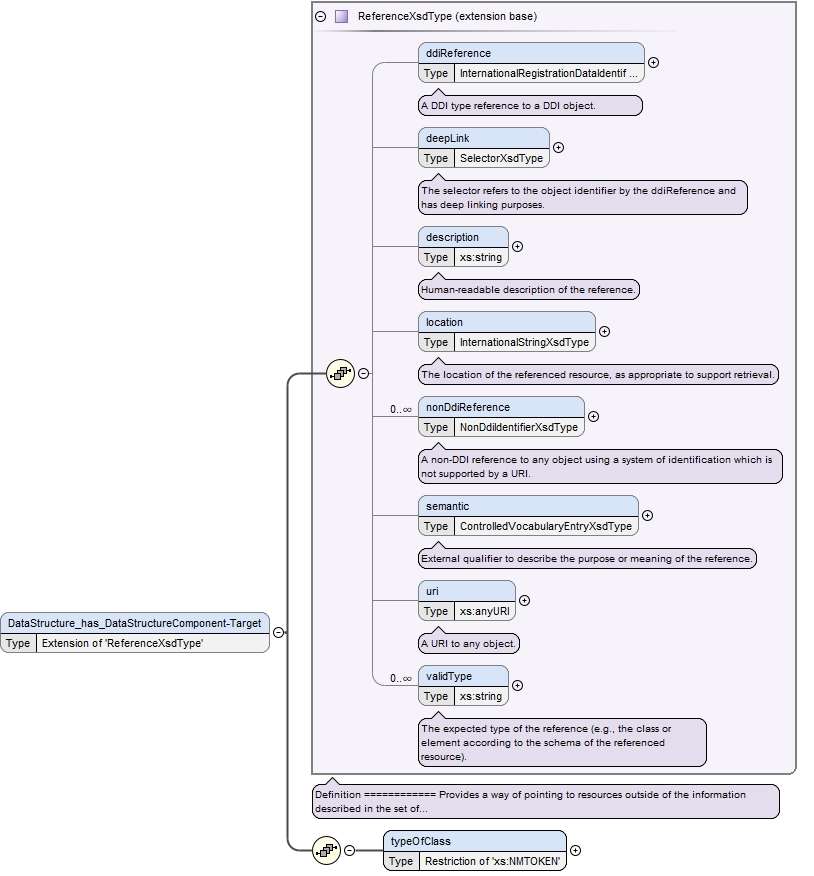 ReferenceXsdType (extension base)
ddiReference
Type InternationalRegistrationDataIdentif ...
A DDI type reference to a DDI object.
deepLink
Type SelectorXsdType
The selector refers to the object identifier by the ddiReference and
has deep linking purposes.
description
Type xs:string
Human-readable description of the reference.
location
Type InternationalStringXsdType
The location of the referenced resource, as appropriate to support retrieval.
0..∞
nonDdiReference
Type NonDdiIdentifierXsdType
A non-DDI reference to any object using a system of identification which is
not supported by a URI.
semantic
Type ControlledVocabularyEntryXsdType
External qualifier to describe the purpose or meaning of the reference.
uri
Type xs:anyURI
A URI to any object.
DataStructure_has_DataStructureComponent-Target
Type Extension of 'ReferenceXsdType'
0..∞
validType
Type xs:string
The expected type of the reference (e.g., the class or
element according to the schema of the referenced
resource).
Definition ============ Provides a way of pointing to resources outside of the information
described in the set of...
typeOfClass
Type Restriction of 'xs:NMTOKEN'